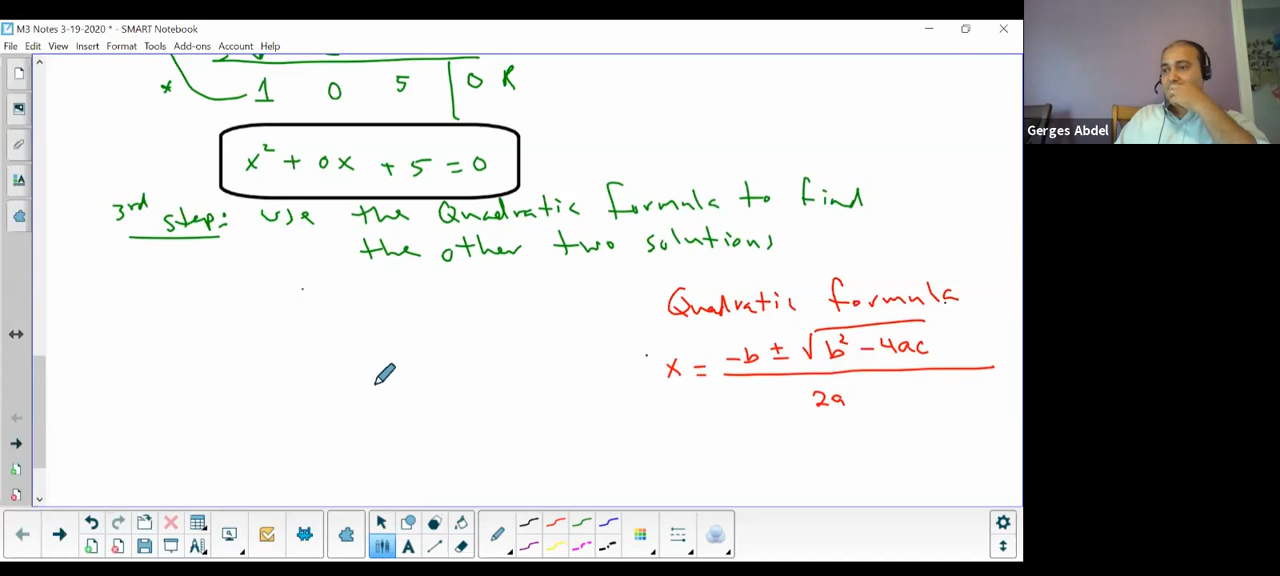 M3 Notes 3-19-2020 * - SMART Notebook
File Edit View Insert Format Tools Add-ons Account Help
* 1 0 5 0 R
x² + 0x + 5 = 0
3rd step: use the Quadratic formula to find
the other two solutions
Quadratic formula
x = -b ± √b² - 4ac
2a
Gerges Abdel